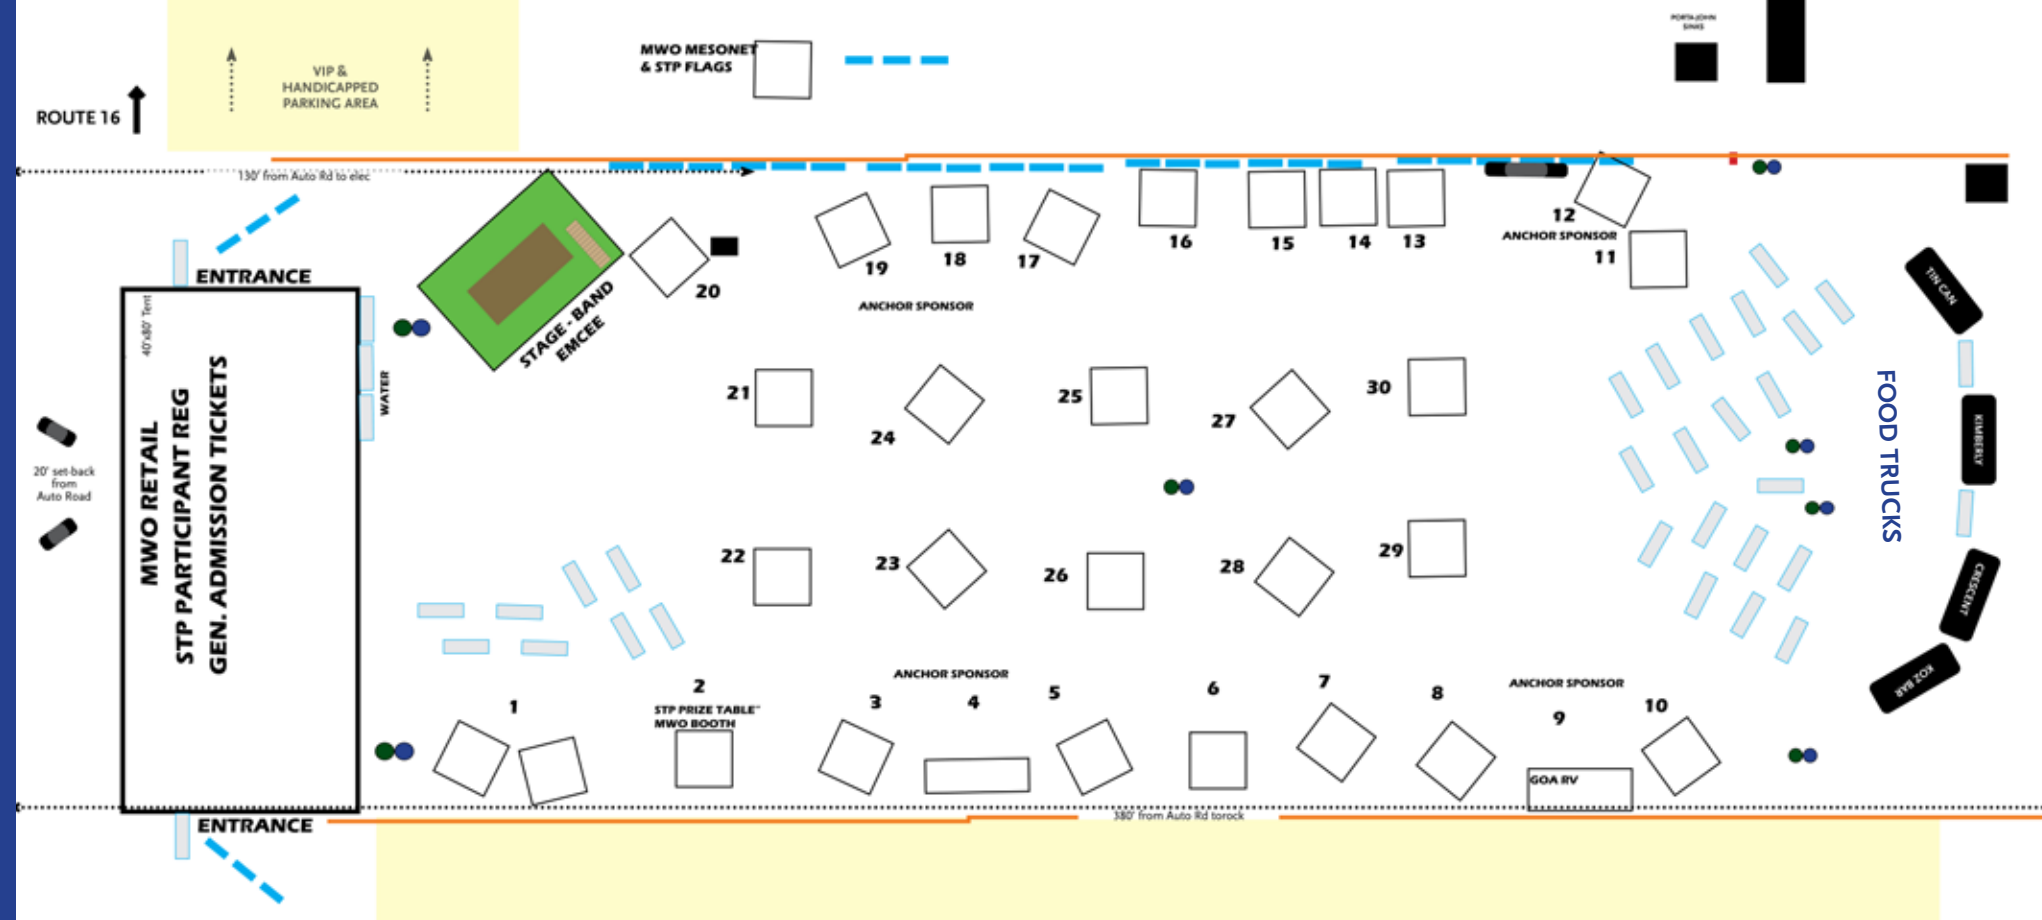 PORTA-JOHN
SINKS
MWO MESONET
& STP FLAGS
VIP &
HANDICAPPED
PARKING AREA
ROUTE 16
130' from Auto Rd to elec
ENTRANCE
40'x80' Tent
MWO RETAIL
STP PARTICIPANT REG
GEN. ADMISSION TICKETS
WATER
20' set-back
from
Auto Road
STAGE - BAND
EMCEE
20
19
18
17
ANCHOR SPONSOR
16
15
14
13
12
ANCHOR SPONSOR
11
21
24
25
27
30
22
23
26
28
29
TIN CAN
KIMBERLY
CRESCENT
KOZ BAR
FOOD TRUCKS
1
2
STP PRIZE TABLE"
MWO BOOTH
ANCHOR SPONSOR
3
4
5
6
7
8
ANCHOR SPONSOR
9
10
GOA RV
ENTRANCE
380' from Auto Rd torock